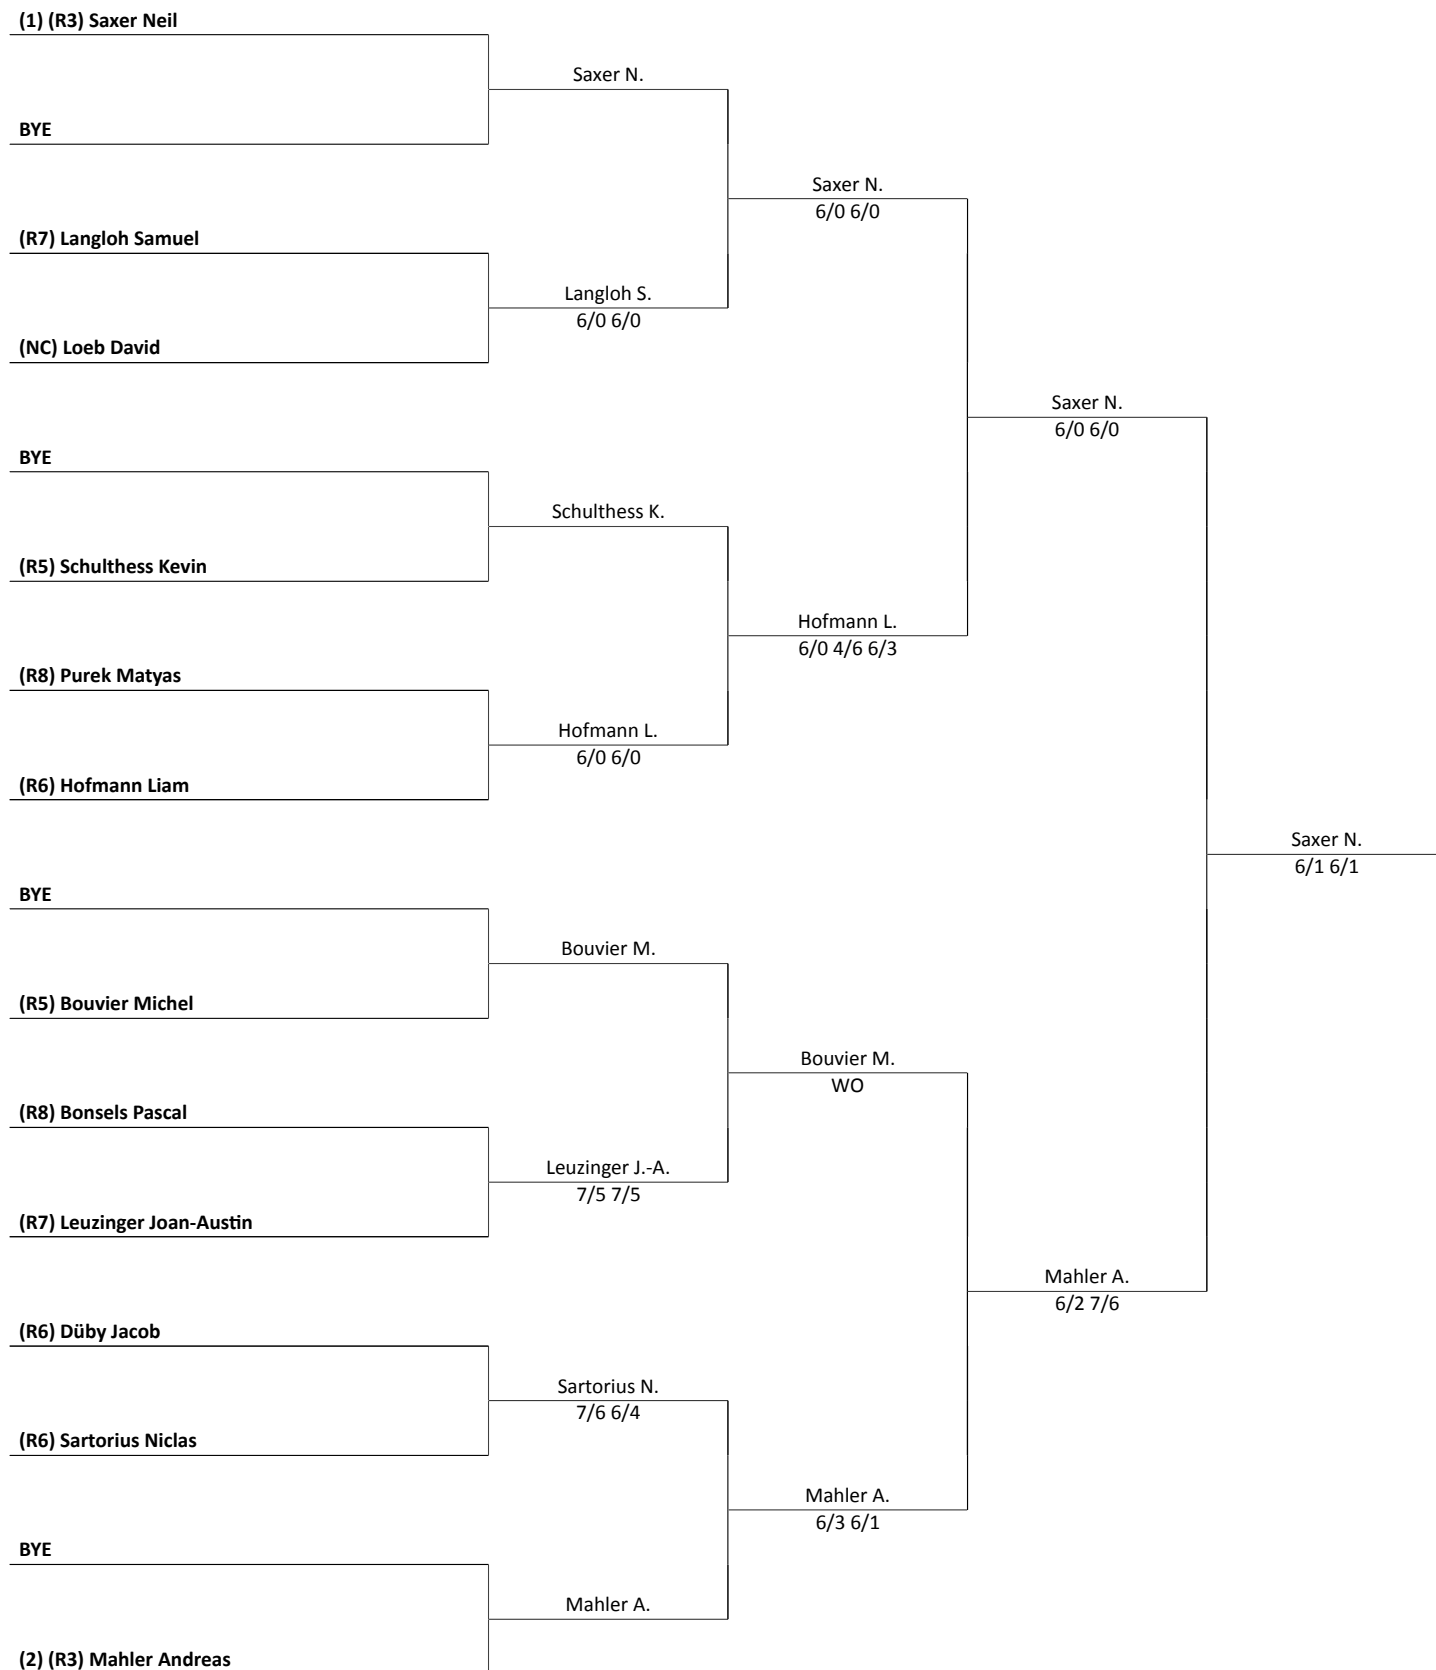 (1) (R3) Saxer Neil
Saxer N.
BYE
Saxer N.
6/0 6/0
(R7) Langloh Samuel
Langloh S.
6/0 6/0
(NC) Loeb David
Saxer N.
6/0 6/0
BYE
Schulthess K.
(R5) Schulthess Kevin
Hofmann L.
6/0 4/6 6/3
(R8) Purek Matyas
Hofmann L.
6/0 6/0
(R6) Hofmann Liam
Saxer N.
6/1 6/1
BYE
Bouvier M.
(R5) Bouvier Michel
Bouvier M.
WO
(R8) Bonsels Pascal
Leuzinger J.-A.
7/5 7/5
(R7) Leuzinger Joan-Austin
Mahler A.
6/2 7/6
(R6) Düby Jacob
Sartorius N.
7/6 6/4
(R6) Sartorius Niclas
Mahler A.
6/3 6/1
BYE
Mahler A.
(2) (R3) Mahler Andreas